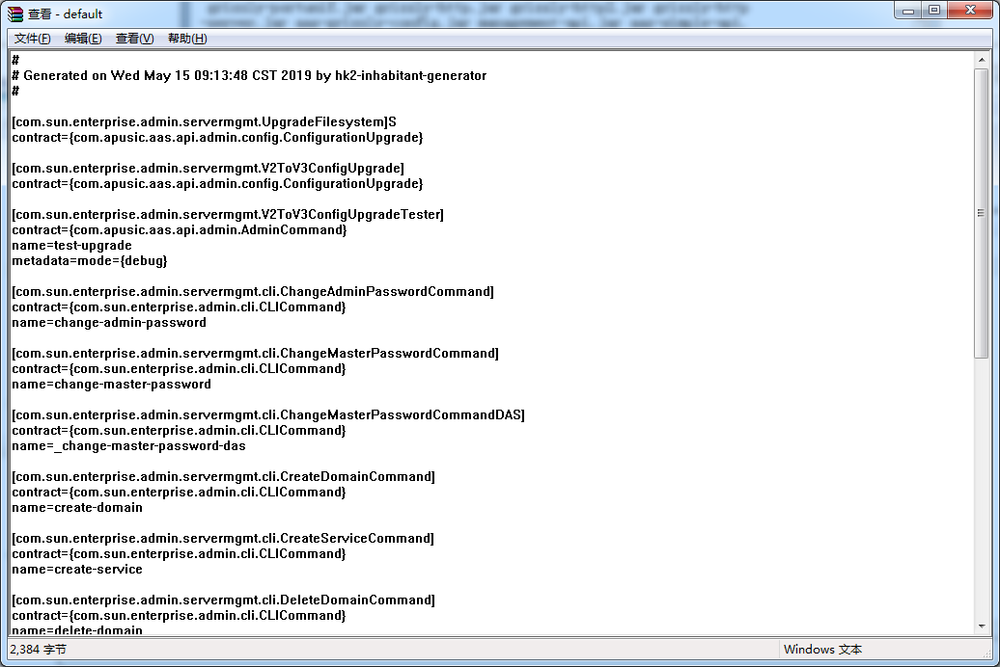 查看 - default
文件(F) 编辑(E) 查看(V) 帮助(H)
#
# Generated on Wed May 15 09:13:48 CST 2019 by hk2-inhabitant-generator
#
[com.sun.enterprise.admin.servermgmt.UpgradeFilesystem]S
contract={com.apusic.aas.api.admin.config.ConfigurationUpgrade}
[com.sun.enterprise.admin.servermgmt.V2ToV3ConfigUpgrade]
contract={com.apusic.aas.api.admin.config.ConfigurationUpgrade}
[com.sun.enterprise.admin.servermgmt.V2ToV3ConfigUpgradeTester]
contract={com.apusic.aas.api.admin.AdminCommand}
name=test-upgrade
metadata=mode={debug}
[com.sun.enterprise.admin.servermgmt.cli.ChangeAdminPasswordCommand]
contract={com.sun.enterprise.admin.cli.CLICommand}
name=change-admin-password
[com.sun.enterprise.admin.servermgmt.cli.ChangeMasterPasswordCommand]
contract={com.sun.enterprise.admin.cli.CLICommand}
name=change-master-password
[com.sun.enterprise.admin.servermgmt.cli.ChangeMasterPasswordCommandDAS]
contract={com.sun.enterprise.admin.cli.CLICommand}
name=_change-master-password-das
[com.sun.enterprise.admin.servermgmt.cli.CreateDomainCommand]
contract={com.sun.enterprise.admin.cli.CLICommand}
name=create-domain
[com.sun.enterprise.admin.servermgmt.cli.CreateServiceCommand]
contract={com.sun.enterprise.admin.cli.CLICommand}
name=create-service
[com.sun.enterprise.admin.servermgmt.cli.DeleteDomainCommand]
contract={com.sun.enterprise.admin.cli.CLICommand}
name=delete-domain
2,384 字节 Windows 文本